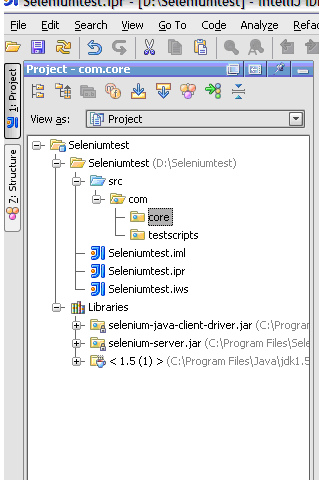 Seleniumtest.ipr - [D:\Seleniumtest] - IntelliJ
File Edit Search View Go To Code Analyze Refac
Project - com.core
1: Project
View as: Project
7: Structure
Seleniumtest
Seleniumtest (D:\Seleniumtest)
src
com
core
testscripts
Seleniumtest.iml
Seleniumtest.ipr
Seleniumtest.iws
Libraries
selenium-java-client-driver.jar (C:\Program
selenium-server.jar (C:\Program Files\Sele
< 1.5 (1) > (C:\Program Files\Java\jdk1.5